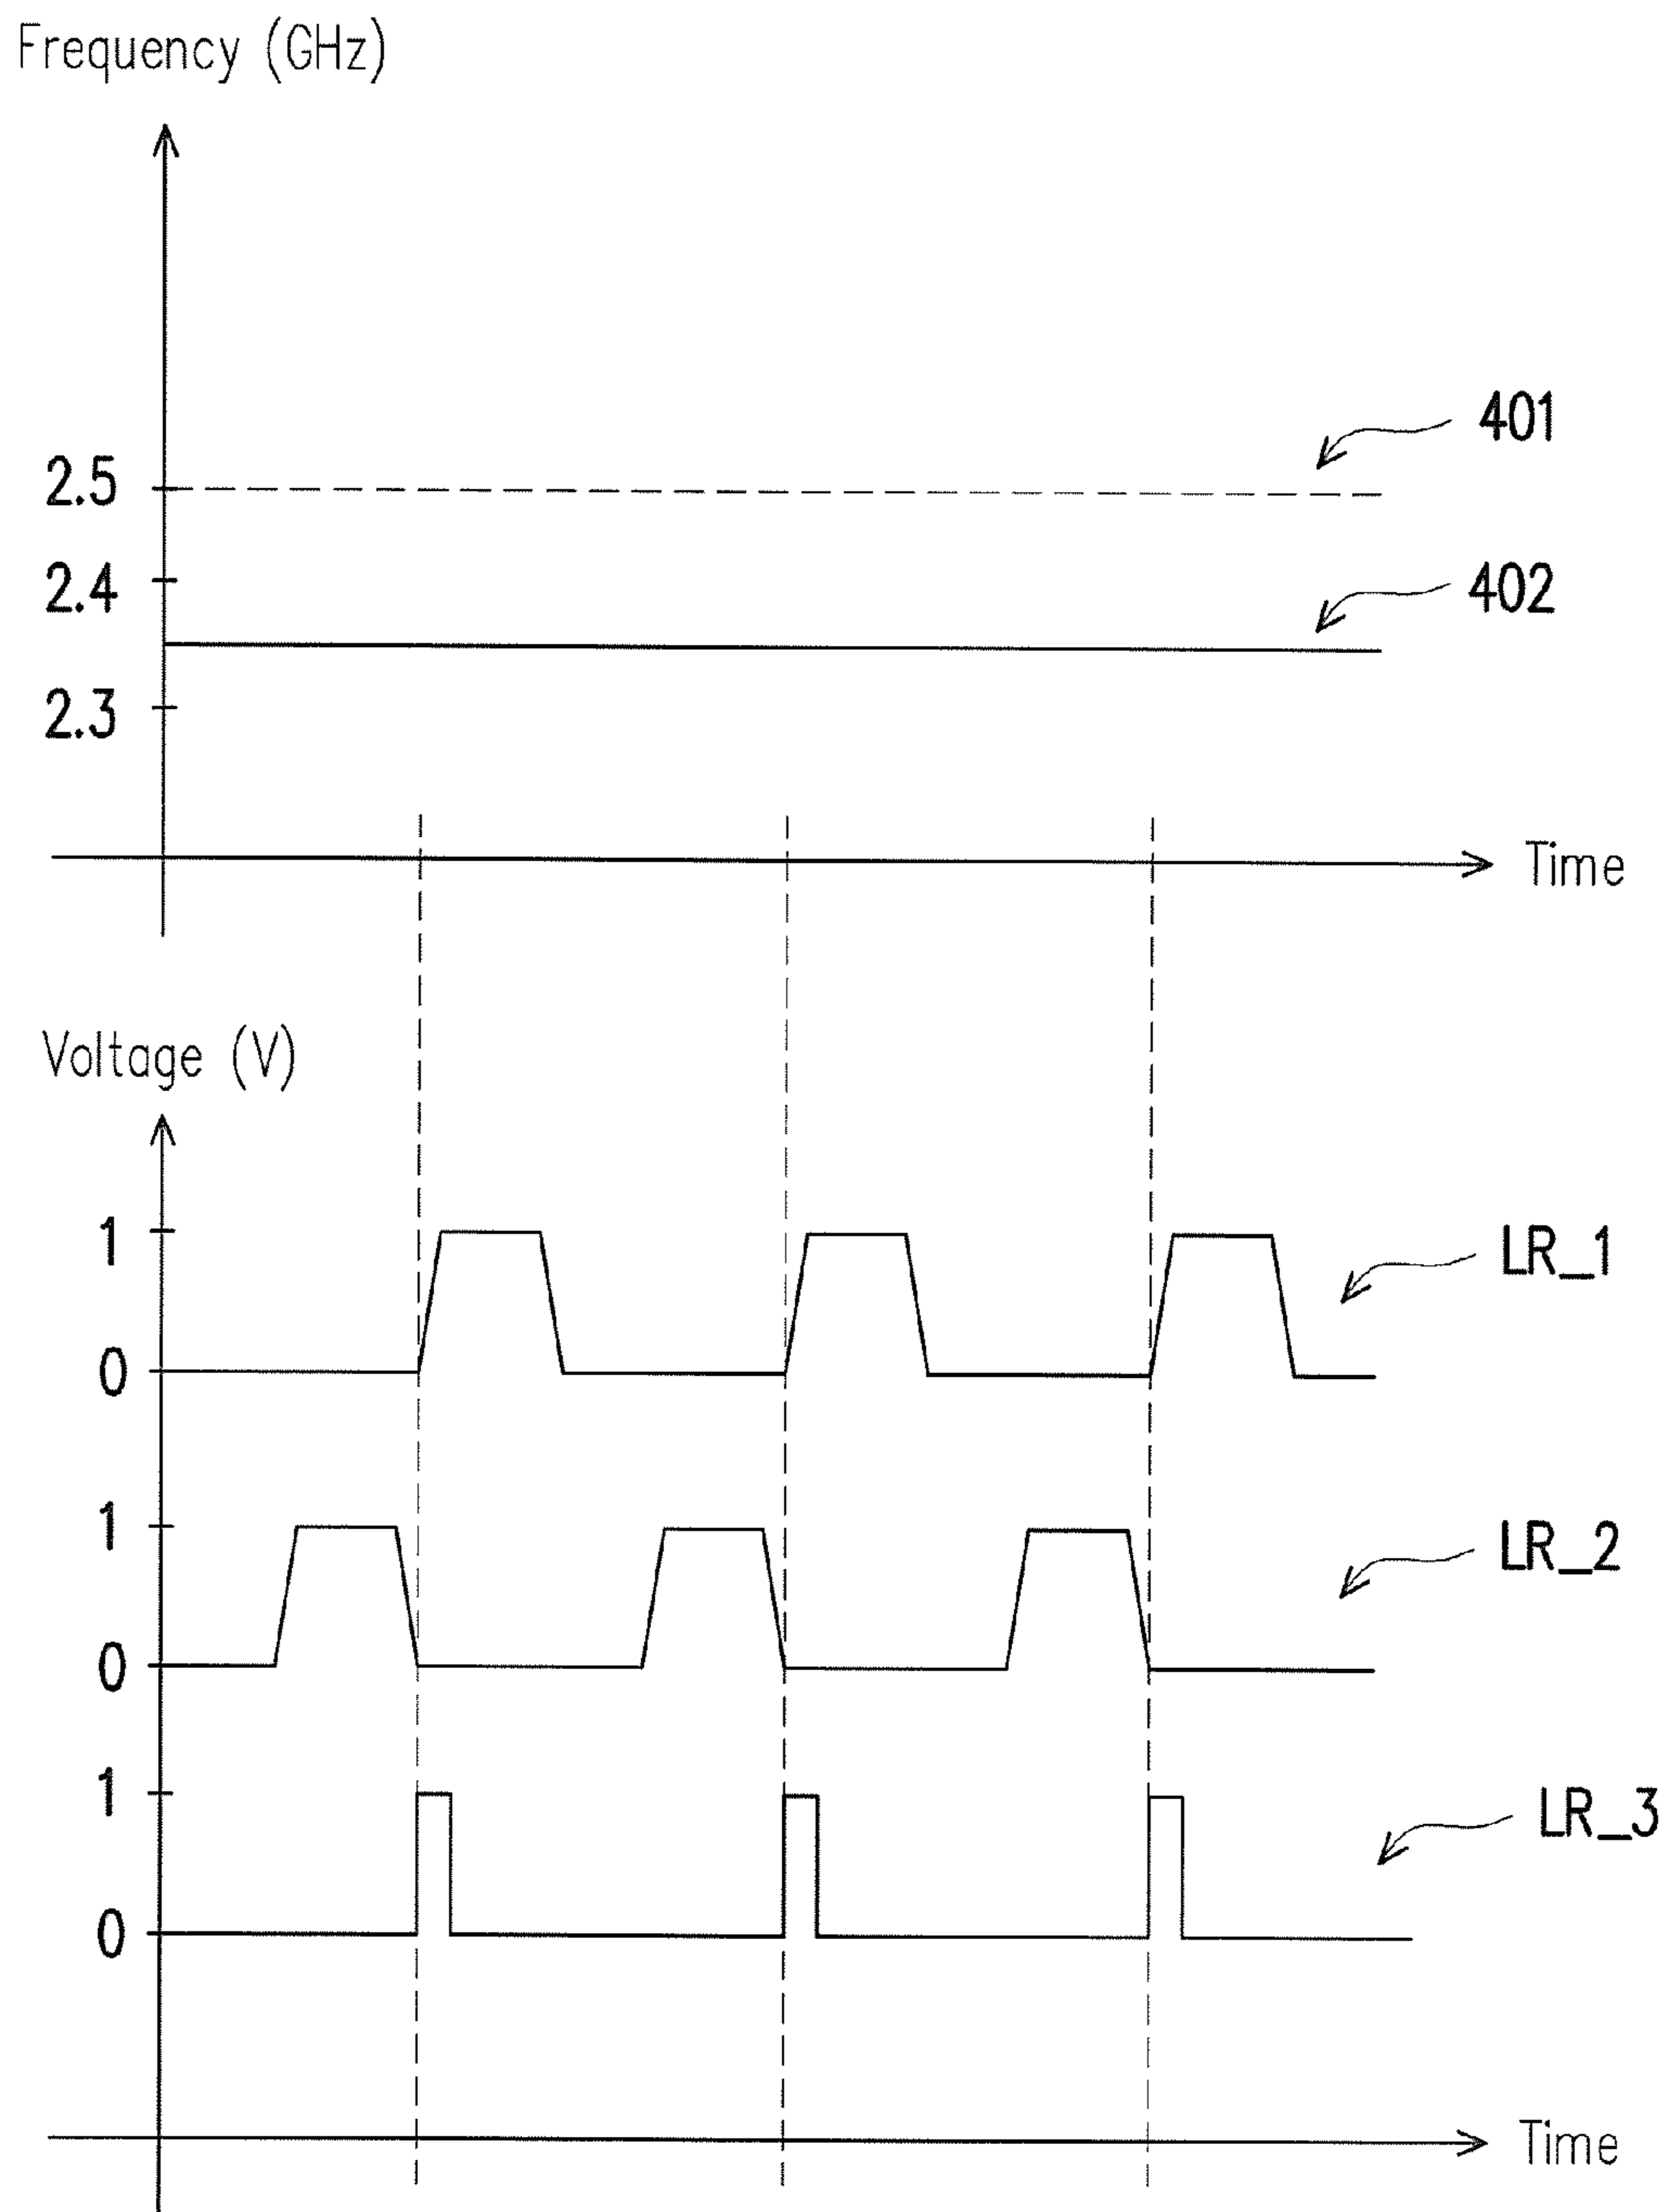 Frequency (GHz)
401
2.5
2.4
402
2.3
Time
Voltage (V)
1
LR_1
0
1
LR_2
0
1
LR_3
0
Time